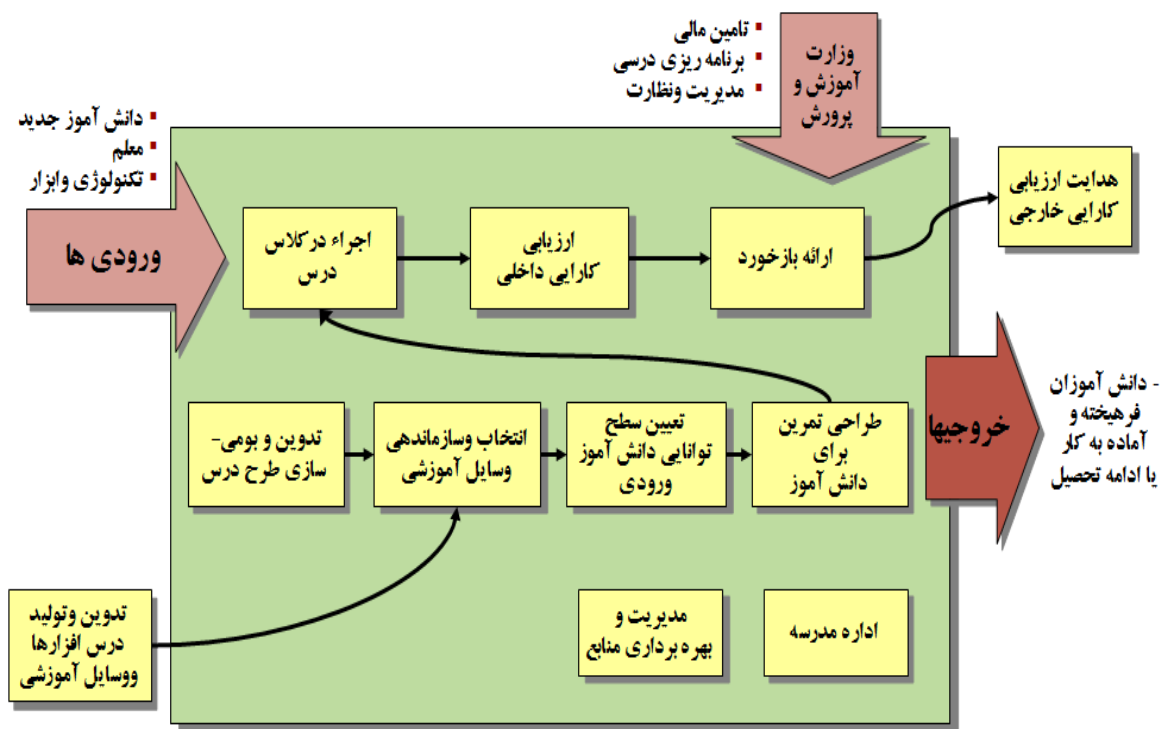 تامین مالی
برنامه ریزی درسی
مدیریت ونظارت
وزارت
آموزش و
پرورش
دانش آموز جدید
معلم
تکنولوژی وابزار
ورودی ها
هدایت ارزیابی
کارایی خارجی
اجراء درکلاس
درس
ارزیابی
کارایی داخلی
ارائه بازخورد
خروجیها
- دانش آموزان
فرهیخته و
آماده به کار
یا ادامه تحصیل
تدوین و بومی-
سازی طرح درس
انتخاب وسازماندهی
وسایل آموزشی
تعیین سطح
توانایی دانش آموز
ورودی
طراحی تمرین
برای
دانش آموز
تدوین وتولید
درس افزارها
ووسایل آموزشی
مدیریت و
بهره برداری منابع
اداره مدرسه